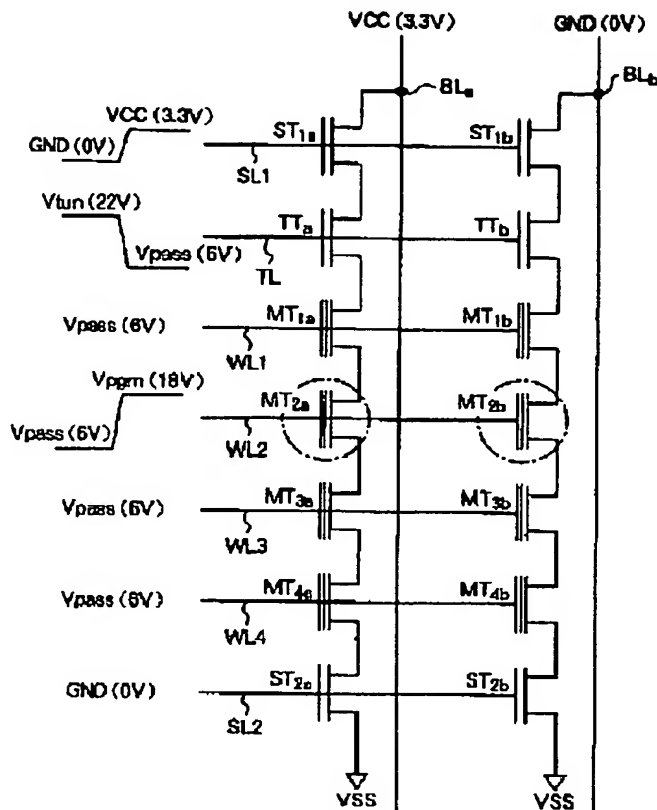 VCC (3.3V) GND (0V)
BLa BLb
VCC (3.3V)
GND (0V) ST1a ST1b
SL1
Vtun (22V)
Vpass (6V) TTa TTb
TL
Vpass (6V) MT1a MT1b
WL1
Vpgm (18V)
Vpass (6V) MT2a MT2b
WL2
Vpass (6V) MT3a MT3b
WL3
Vpass (6V) MT4a MT4b
WL4
GND (0V) ST2a ST2b
SL2
VSS VSS